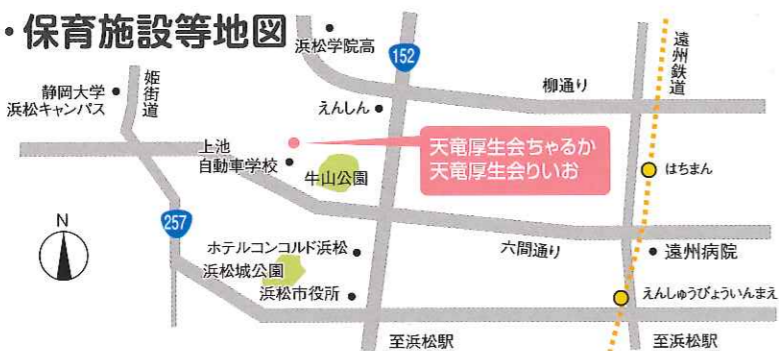 ・保育施設等地図
浜松学院高
152
遠州鉄道
姫街道
静岡大学
浜松キャンパス
柳通り
えんしん
上池
自動車学校
天竜厚生会ちゃるか
天竜厚生会りいお
牛山公園
はちまん
N
257
ホテルコンコルド浜松
六間通り
遠州病院
浜松城公園
浜松市役所
えんしゅうびょういんまえ
至浜松駅
至浜松駅